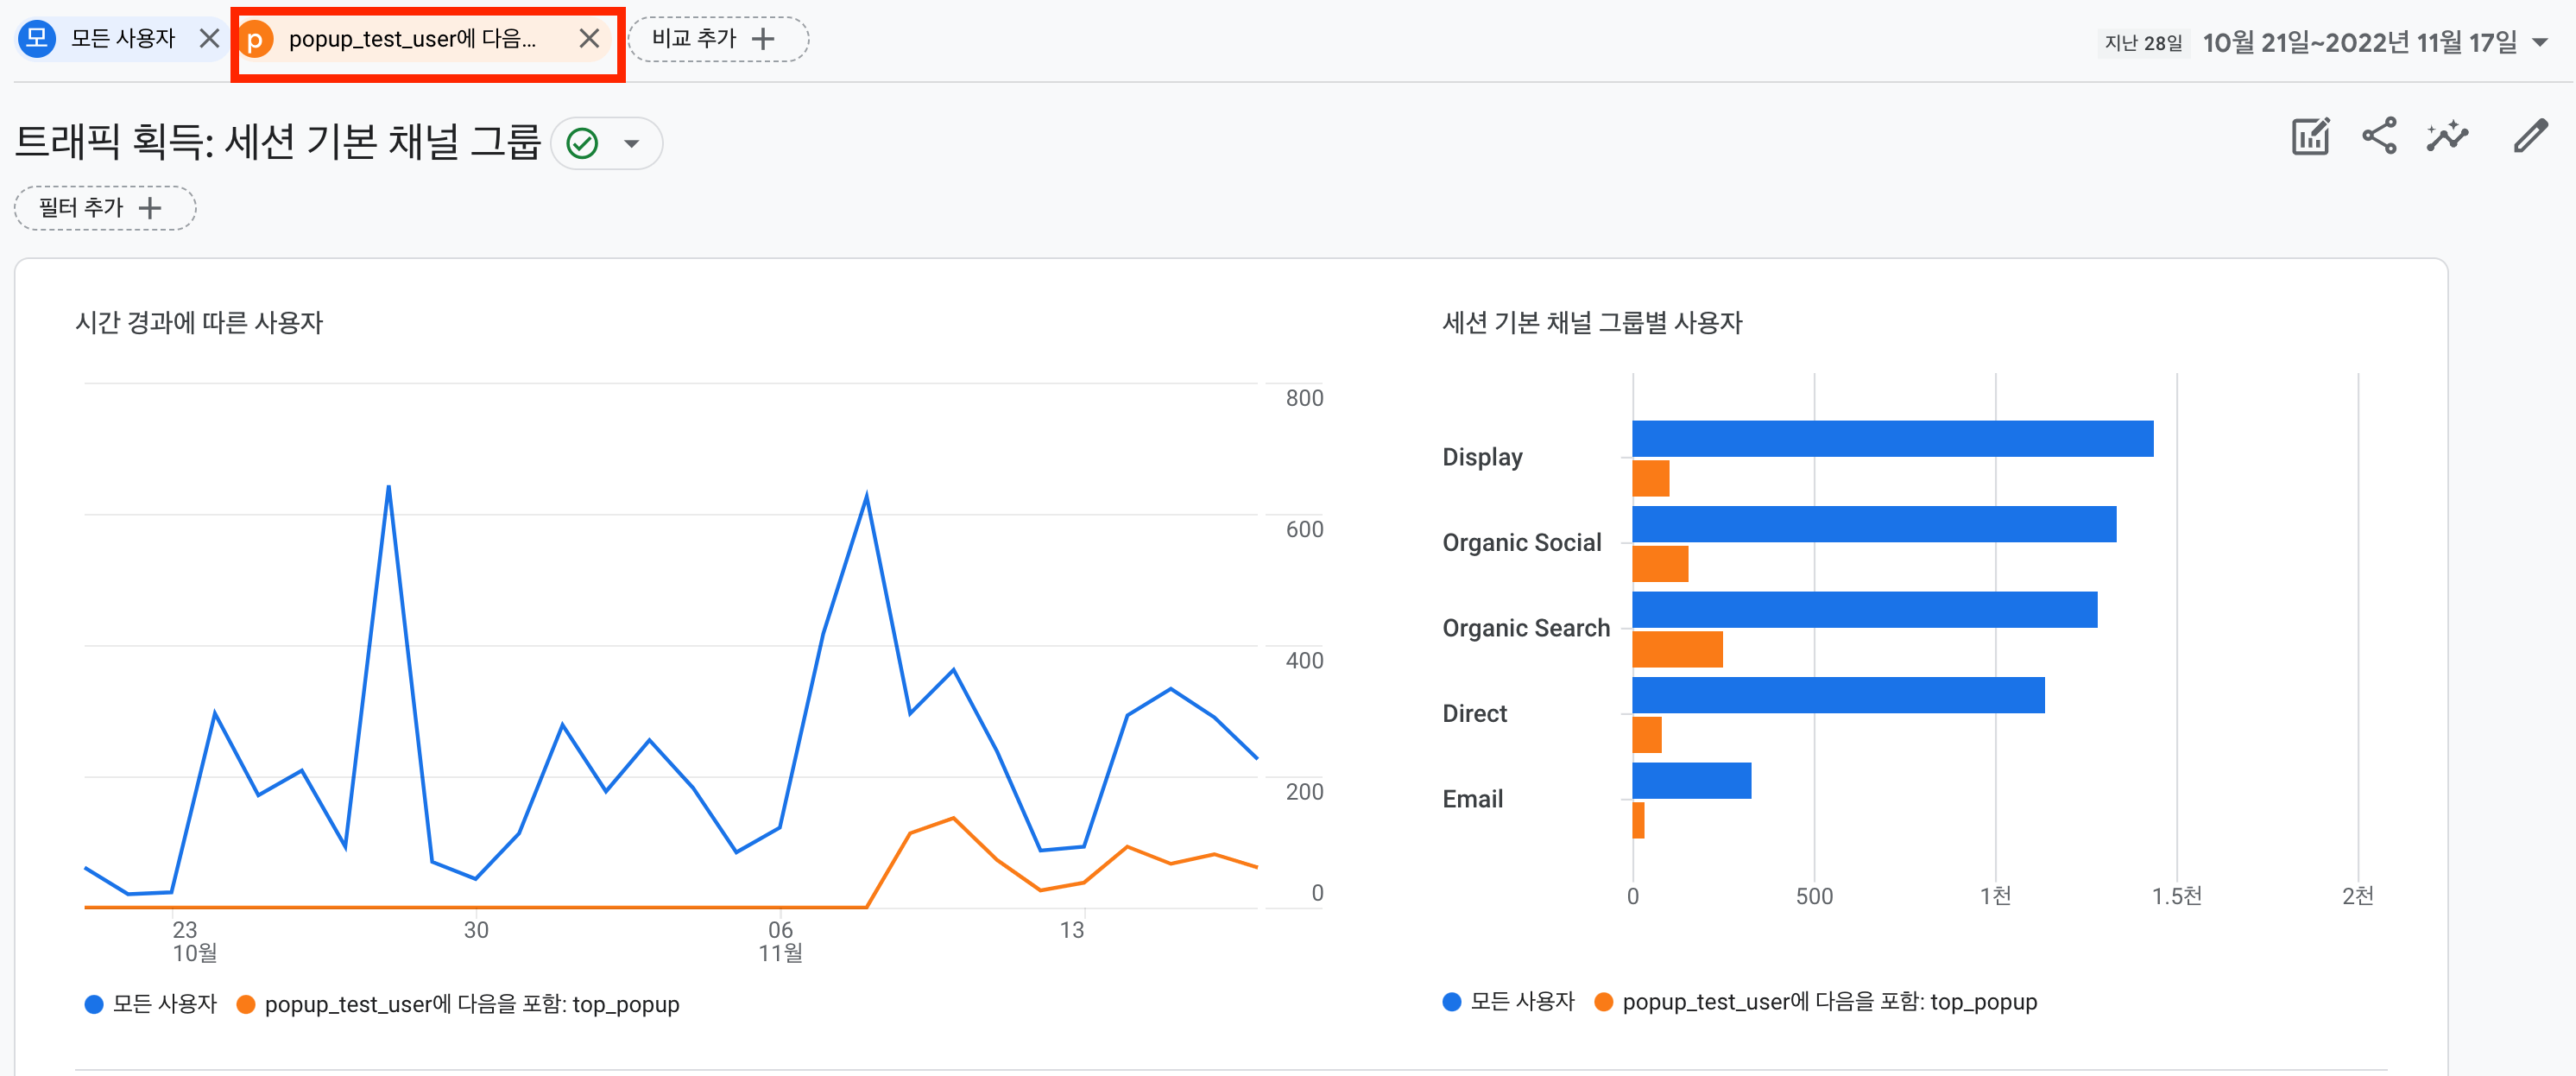 모 모든 사용자
p popup_test_user에 다음...
비교 추가
지난 28일 10월 21일~2022년 11월 17일
트래픽 획득: 세션 기본 채널 그룹
필터 추가
시간 경과에 따른 사용자
800
600
400
200
0
23
10월
30
06
11월
13
모든 사용자 popup_test_user에 다음을 포함: top_popup
세션 기본 채널 그룹별 사용자
Display
Organic Social
Organic Search
Direct
Email
0 500 1천 1.5천 2천
모든 사용자 popup_test_user에 다음을 포함: top_popup